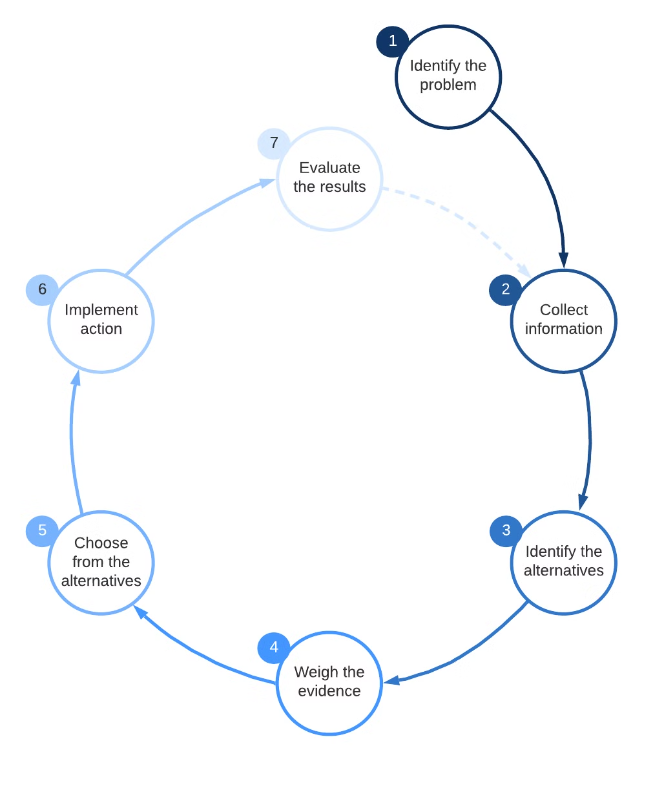 1
Identify the
problem
2
Collect
information
3
Identify the
alternatives
4
Weigh the
evidence
5
Choose
from the
alternatives
6
Implement
action
7
Evaluate
the results